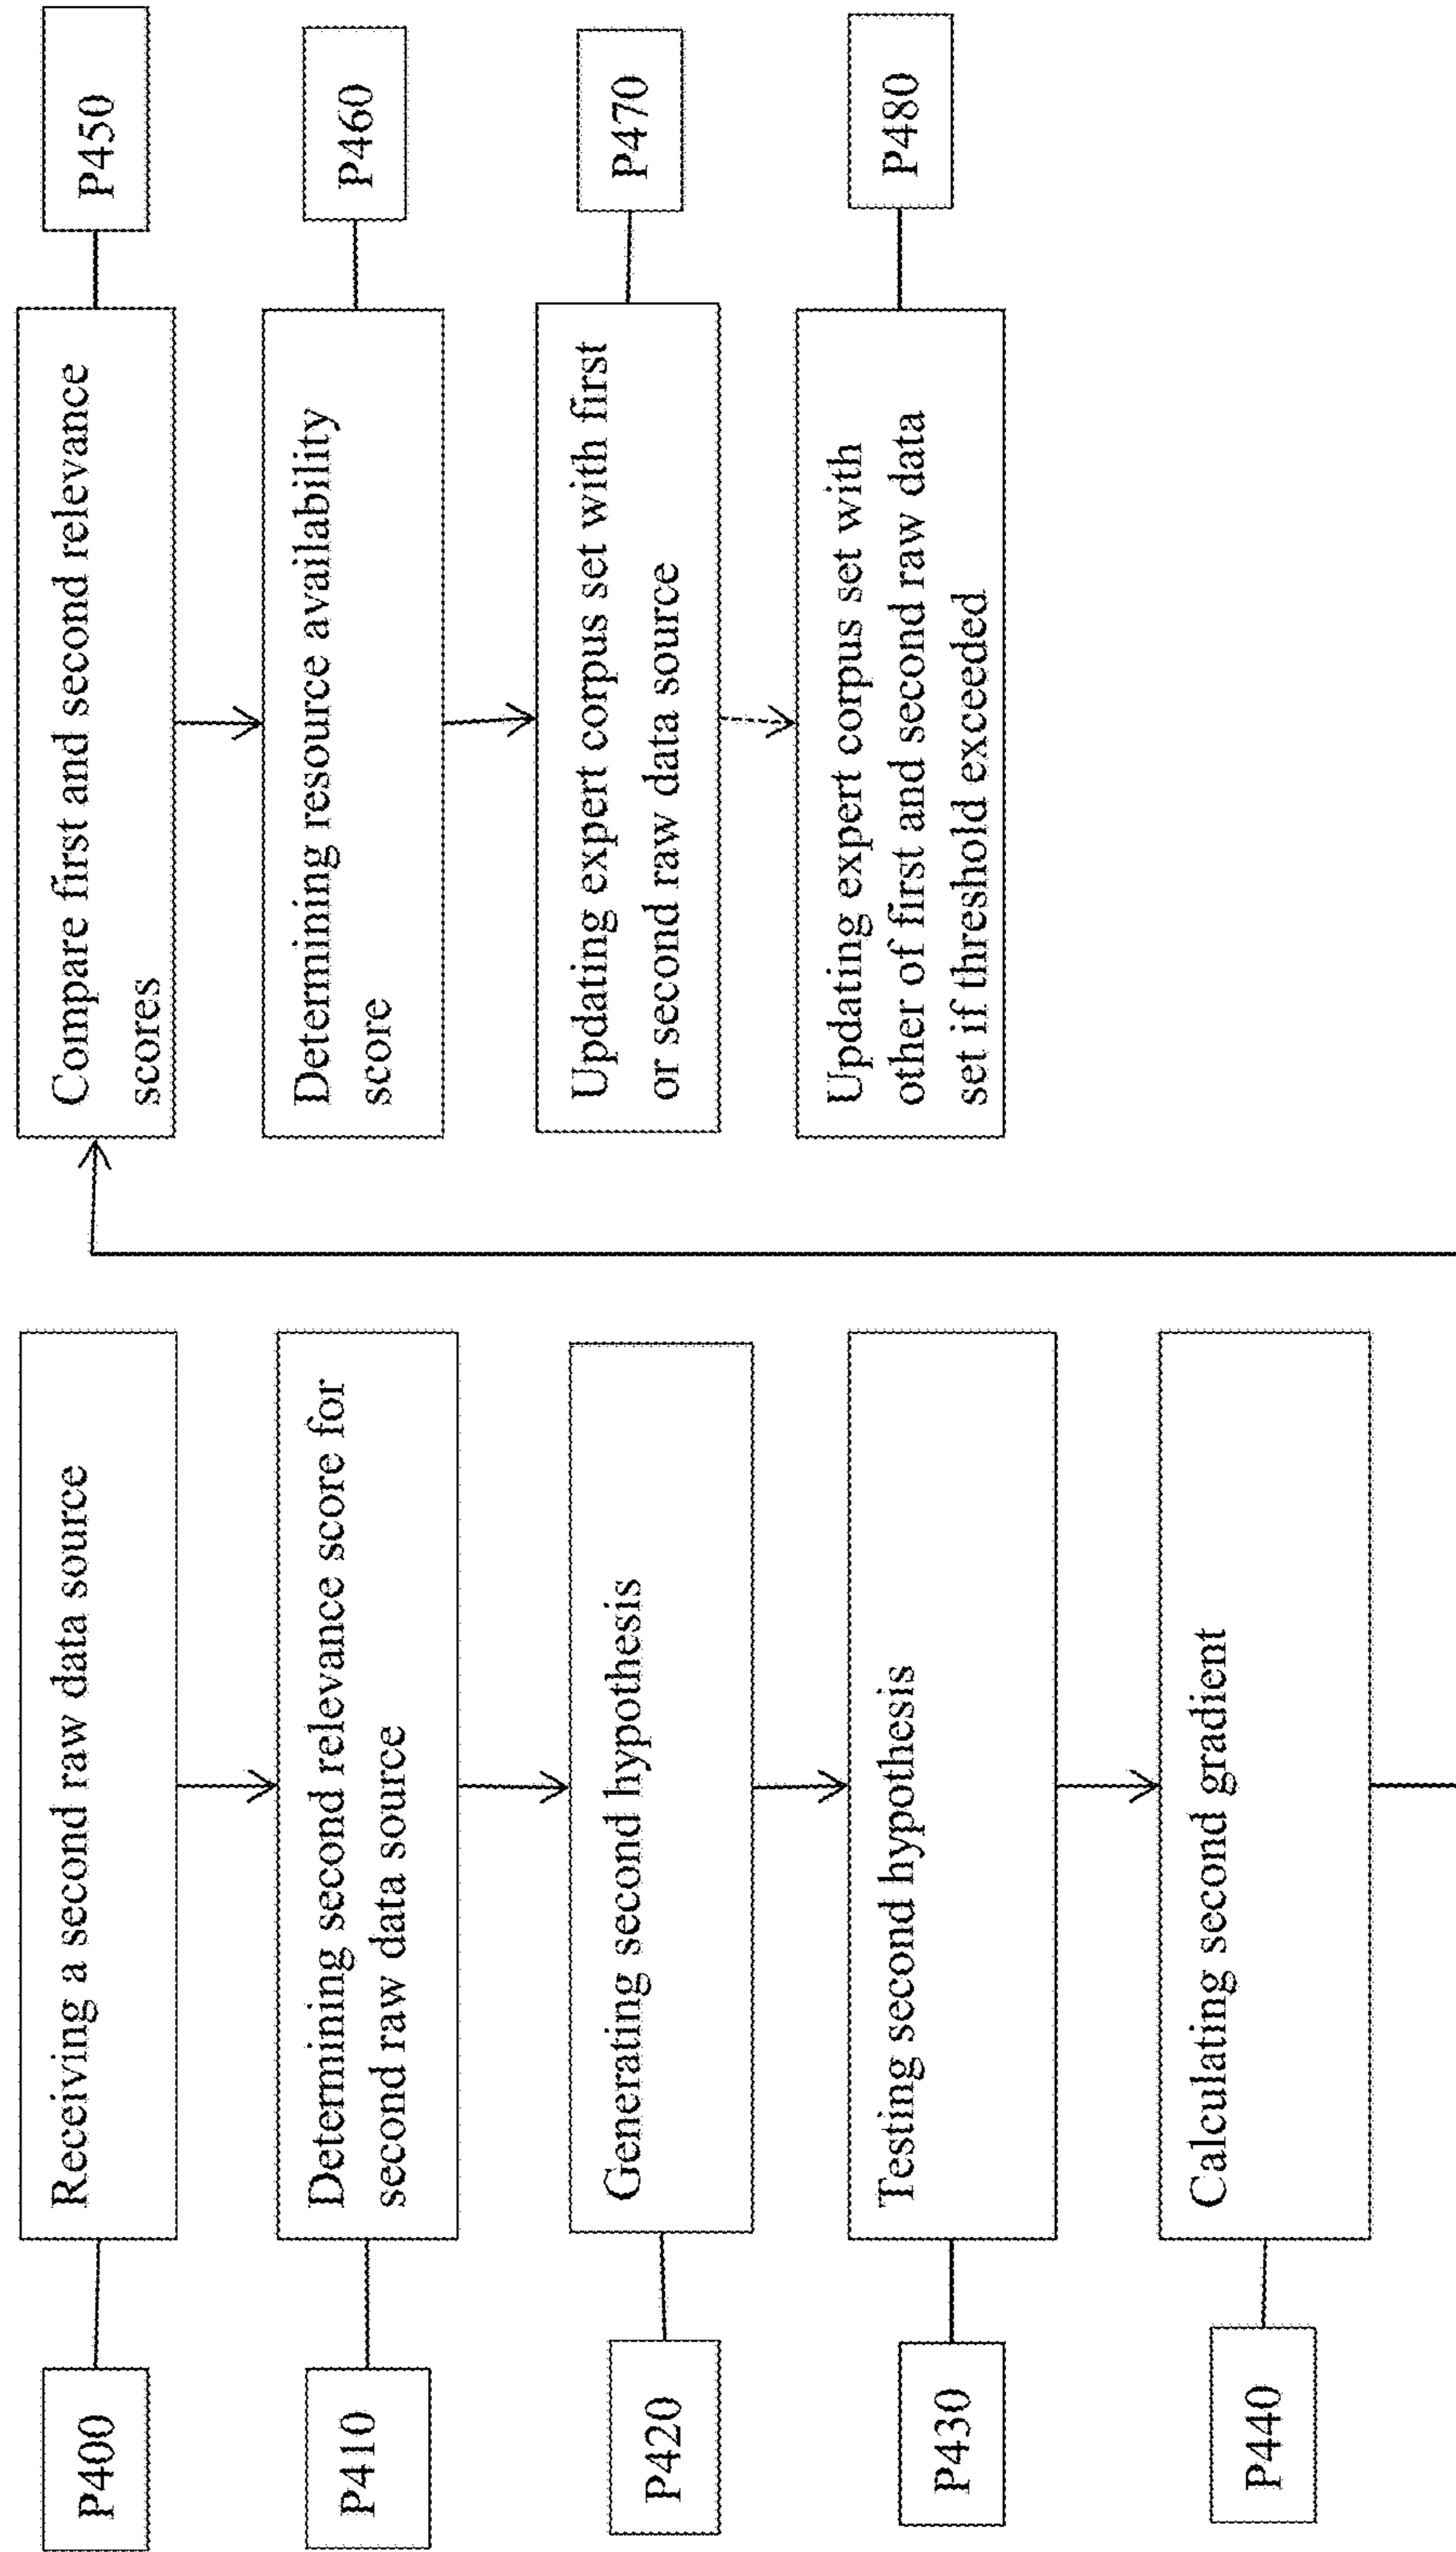 P400
Receiving a second raw data source
P410
Determining second relevance score for
second raw data source
P420
Generating second hypothesis
P430
Testing second hypothesis
P440
Calculating second gradient
Compare first and second relevance
scores
P450
Determining resource availability
score
P460
Updating expert corpus set with first
or second raw data source
P470
Updating expert corpus set with
other of first and second raw data
set if threshold exceeded
P480